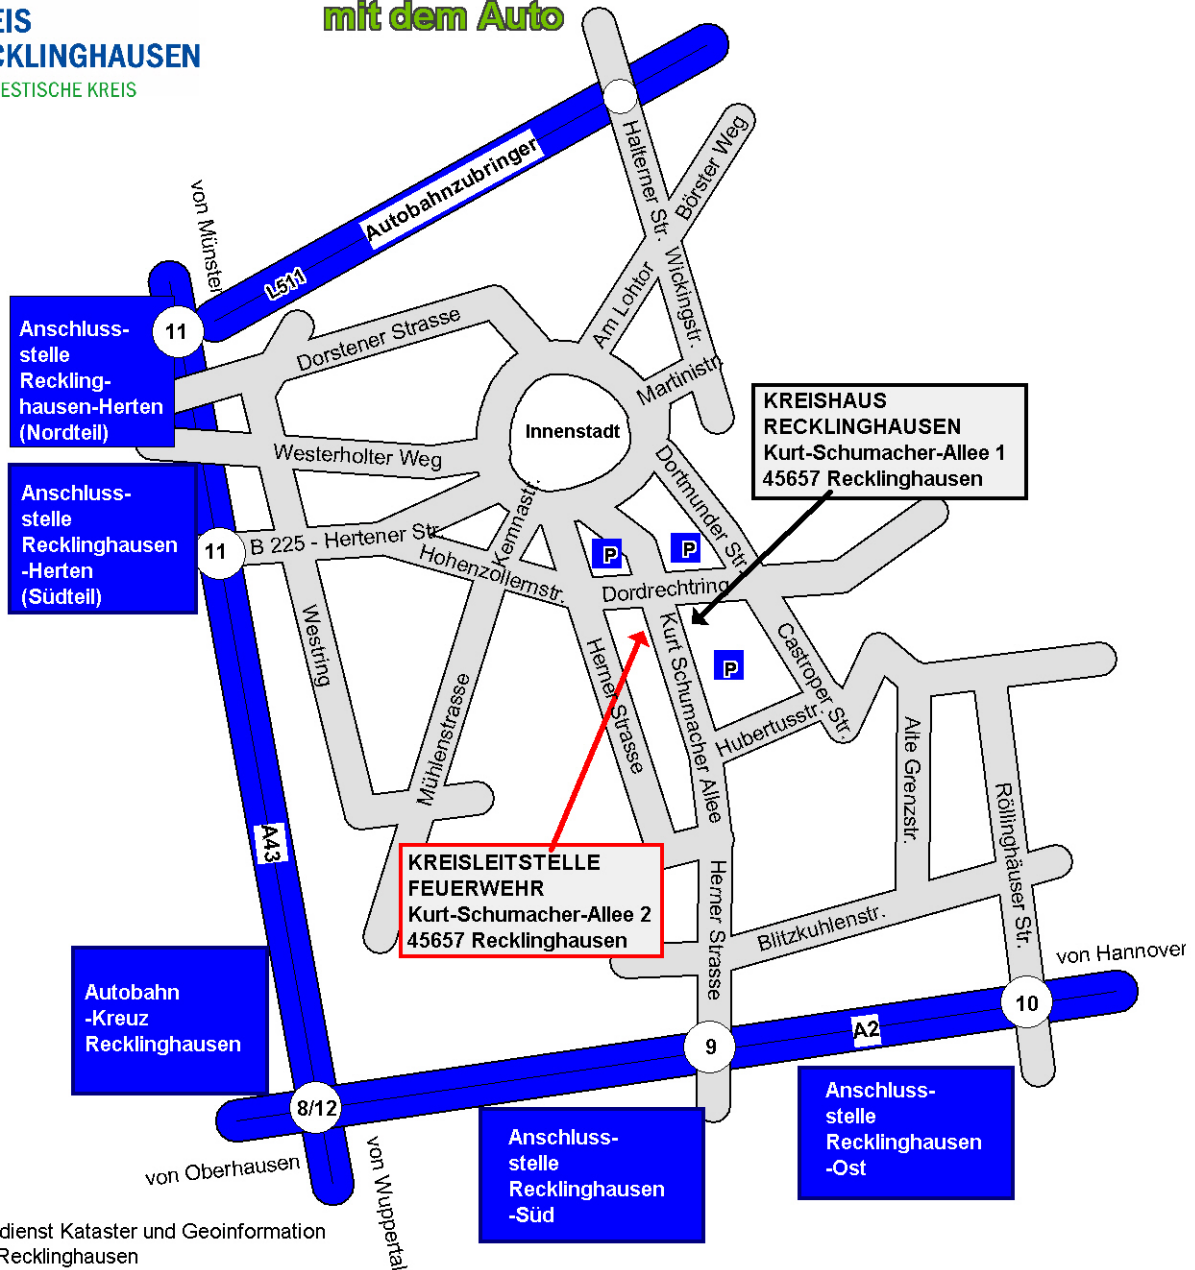 EIS
CKLINGHAUSEN
ESTISCHE KREIS
mit dem Auto
von Münster
Autobahnzubringer
L511
Halterner Str.
Börster Weg
Wickingstr.
Am Lohtor
Martinistr.
11
Anschluss-
stelle
Reckling-
hausen-Herten
(Nordteil)
Dorstener Strasse
Innenstadt
KREISHAUS
RECKLINGHAUSEN
Kurt-Schumacher-Allee 1
45657 Recklinghausen
Westerholter Weg
Dortmunder Str.
Anschluss-
stelle
Recklinghausen
-Herten
(Südteil)
11
B 225 - Hertener Str.
Kemnastr.
Hohenzollernstr.
P
P
Dordrechtring
Westring
Herner Strasse
Kurt Schumacher Allee
P
Castroper Str.
Hubertusstr.
Mühlenstrasse
Alte Grenzstr.
Röllinghäuser Str.
A43
KREISLEITSTELLE
FEUERWEHR
Kurt-Schumacher-Allee 2
45657 Recklinghausen
Herner Strasse
Blitzkuhlenstr.
von Hannover
Autobahn
-Kreuz
Recklinghausen
10
A2
9
8/12
Anschluss-
stelle
Recklinghausen
-Ost
Anschluss-
stelle
Recklinghausen
-Süd
von Oberhausen
von Wuppertal
dienst Kataster und Geoinformation
Recklinghausen